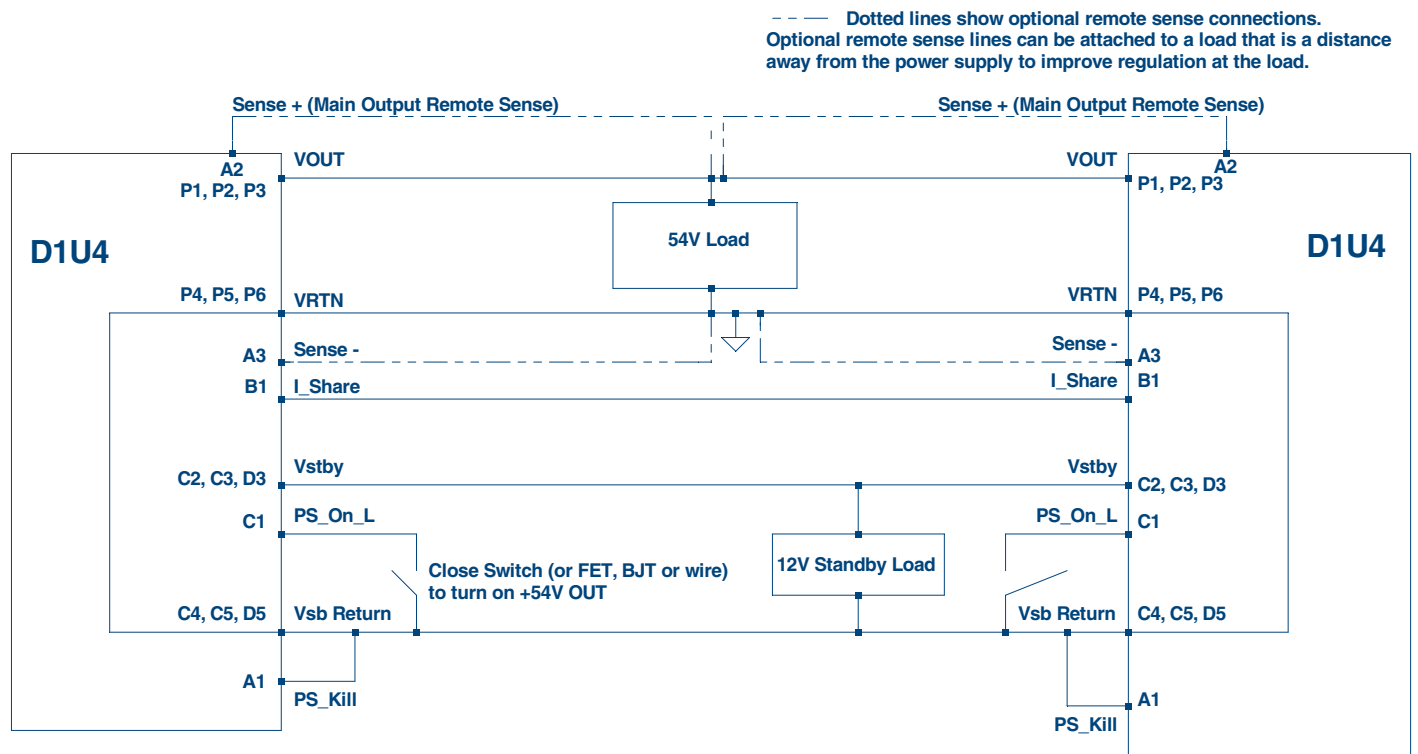 Dotted lines show optional remote sense connections.
Optional remote sense lines can be attached to a load that is a distance
away from the power supply to improve regulation at the load.
Sense + (Main Output Remote Sense)
Sense + (Main Output Remote Sense)
A2
VOUT
VOUT
A2
P1, P2, P3
P1, P2, P3
D1U4
54V Load
D1U4
P4, P5, P6
VRTN
VRTN
P4, P5, P6
A3
Sense -
Sense -
A3
B1
I_Share
I_Share
B1
C2, C3, D3
Vstby
Vstby
C2, C3, D3
C1
PS_On_L
PS_On_L
C1
Close Switch (or FET, BJT or wire)
to turn on +54V OUT
12V Standby Load
C4, C5, D5
Vsb Return
Vsb Return
C4, C5, D5
A1
PS_Kill
A1
PS_Kill